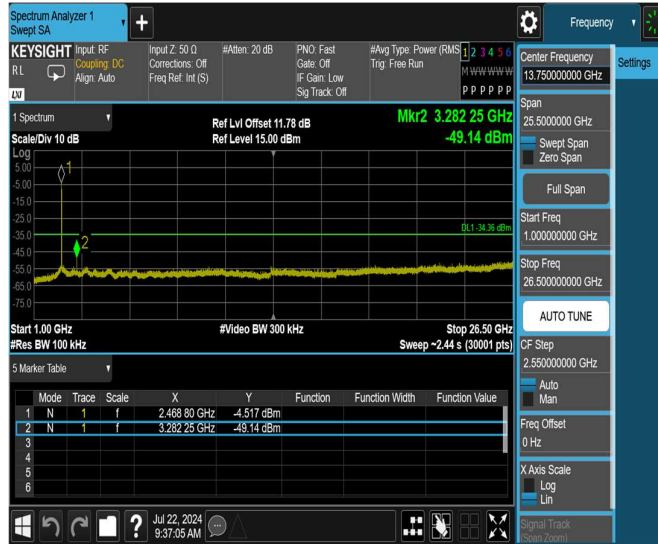 Spectrum Analyzer 1
Swept SA
Frequency
KEYSIGHT
RL
LXI
Input: RF
Coupling: DC
Align: Auto
Input Z: 50 Ω
Corrections: Off
Freq Ref: Int (S)
#Atten: 20 dB
PNO: Fast
Gate: Off
IF Gain: Low
Sig Track: Off
#Avg Type: Power (RMS
Trig: Free Run
1 2 3 4 5 6
M W W W W W
P P P P P P
1 Spectrum
Scale/Div 10 dB
Ref Lvl Offset 11.78 dB
Ref Level 15.00 dBm
Mkr2 3.282 25 GHz
-49.14 dBm
Log
5.00
-5.00
-15.0
-25.0
-35.0
-45.0
-55.0
-65.0
-75.0
1
2
DL1 -34.36 dBm
Start 1.00 GHz
#Video BW 300 kHz
Stop 26.50 GHz
#Res BW 100 kHz
Sweep ~2.44 s (30001 pts)
5 Marker Table
Mode Trace Scale X Y Function Function Width Function Value
1 N 1 f 2.468 80 GHz -4.517 dBm
2 N 1 f 3.282 25 GHz -49.14 dBm
3
4
5
6
?
Jul 22, 2024
9:37:05 AM
Center Frequency
13.750000000 GHz
Settings
Span
25.5000000 GHz
Swept Span
Zero Span
Full Span
Start Freq
1.000000000 GHz
Stop Freq
26.500000000 GHz
AUTO TUNE
CF Step
2.550000000 GHz
Auto
Man
Freq Offset
0 Hz
X Axis Scale
Log
Lin
Signal Track
(Span Zoom)